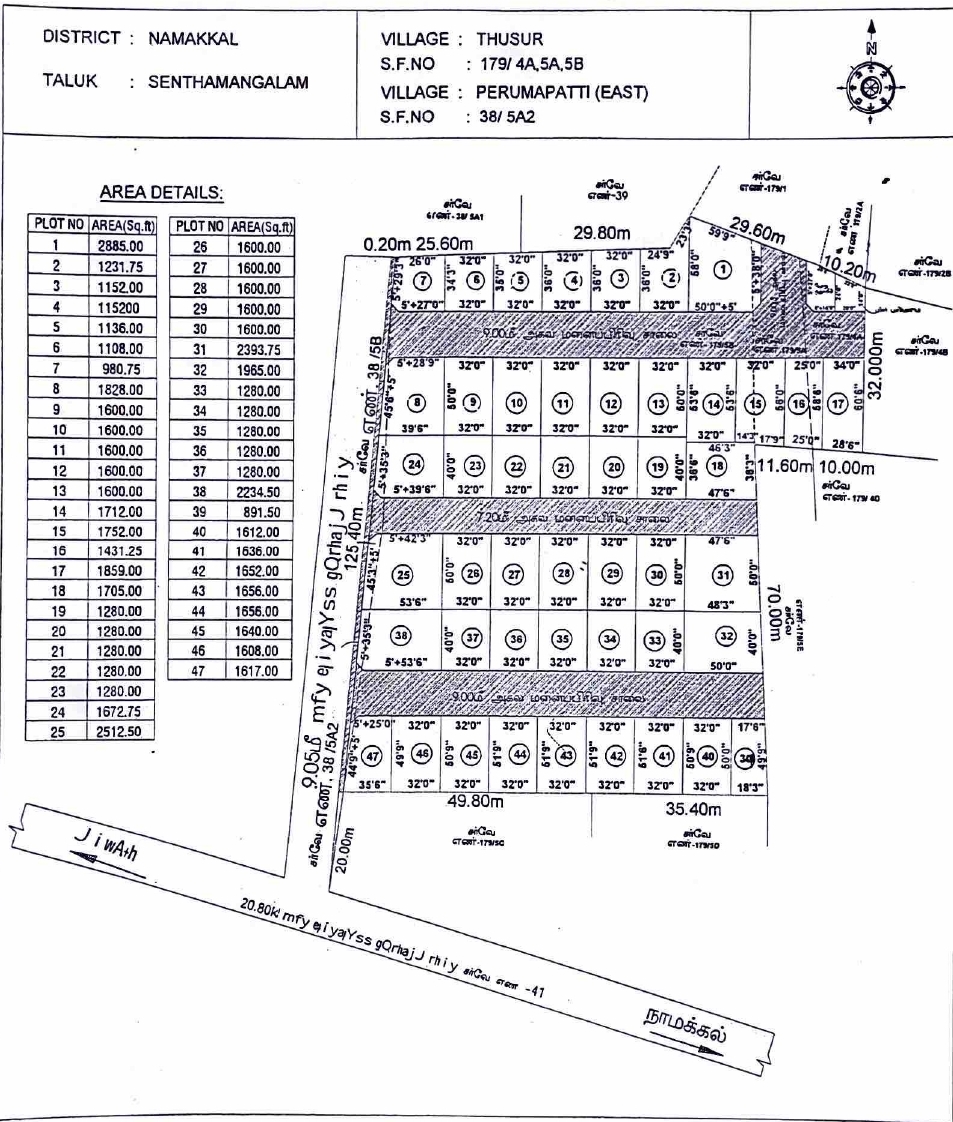 DISTRICT : NAMAKKAL
TALUK : SENTHAMANGALAM
VILLAGE : THUSUR
S.F.NO : 179/ 4A,5A,5B
VILLAGE : PERUMAPATTI (EAST)
S.F.NO : 38/ 5A2
N
AREA DETAILS:
PLOT NO AREA(Sq.ft)
1 2885.00
2 1231.75
3 1152.00
4 115200
5 1136.00
6 1108.00
7 980.75
8 1828.00
9 1600.00
10 1600.00
11 1600.00
12 1600.00
13 1600.00
14 1712.00
15 1752.00
16 1431.25
17 1859.00
18 1705.00
19 1280.00
20 1280.00
21 1280.00
22 1280.00
23 1280.00
24 1672.75
25 2512.50
PLOT NO AREA(Sq.ft)
26 1600.00
27 1600.00
28 1600.00
29 1600.00
30 1600.00
31 2393.75
32 1965.00
33 1280.00
34 1280.00
35 1280.00
36 1280.00
37 1280.00
38 2234.50
39 891.50
40 1612.00
41 1636.00
42 1652.00
43 1656.00
44 1656.00
45 1640.00
46 1608.00
47 1617.00
சர்வே
எண்-38/ 5A1
சர்வே
எண்-39
சர்வே
எண்-179/1
சர்வே
எண்-179/2A
சர்வே
எண்-179/2B
சர்வே
எண்-179/4B
0.20m 25.60m 29.80m 23'3" 59'9" 29.60m 10.20m
26'0" 32'0" 32'0" 32'0" 32'0" 24'9"
5'+29'3" 7 34'3" 6 35'0" 5 36'0" 4 36'0" 3 36'0" 2 58'0" 1 5'+38'0"
5'+27'0" 32'0" 32'0" 32'0" 32'0" 32'0" 50'0"+5'
9.00மீ அகல மனைப்பிரிவு சாலை
32.000m
5'+28'9" 32'0" 32'0" 32'0" 32'0" 32'0" 32'0" 32'0" 25'0" 34'0"
45'6"+5' 8 50'0" 9 10 11 12 13 50'0" 14 53'6" 15 56'0" 16 58'6" 17 60'9"
39'6" 32'0" 32'0" 32'0" 32'0" 32'0" 32'0" 14'3" 17'9" 25'0" 28'6"
46'3"
5'+35'3" 24 40'0" 23 22 21 20 19 40'0" 36'6" 18 38'3"
11.60m 10.00m
சர்வே
எண்-179/ 4D
5'+39'6" 32'0" 32'0" 32'0" 32'0" 32'0" 47'6"
7.20மீ அகல மனைப்பிரிவு சாலை
5'+42'3" 32'0" 32'0" 32'0" 32'0" 32'0" 47'6"
45'3"+5' 25 50'0" 26 27 28 29 30 50'0" 31 50'0"
53'6" 32'0" 32'0" 32'0" 32'0" 32'0" 48'3"
70.00m
5'+35'3" 38 40'0" 37 36 35 34 33 40'0" 32 40'0"
5'+53'6" 32'0" 32'0" 32'0" 32'0" 32'0" 50'0"
9.00மீ அகல மனைப்பிரிவு சாலை
5'+25'0" 32'0" 32'0" 32'0" 32'0" 32'0" 32'0" 32'0" 17'6"
44'9"+5' 47 49'9" 46 50'9" 45 51'9" 44 51'9" 43 51'9" 42 51'6" 41 50'9" 40 50'0" 39 49'9"
35'6" 32'0" 32'0" 32'0" 32'0" 32'0" 32'0" 32'0" 18'3"
49.80m 35.40m
சர்வே
எண்-179/5C
சர்வே
எண்-179/5D
சர்வே எண். 38 /5B
125.40m
9.05மீ mfy
சர்வே எண். 38 /5A2
20.00m
J i wAth
20.80k mfy
சர்வே எண் -41
நாமக்கல்